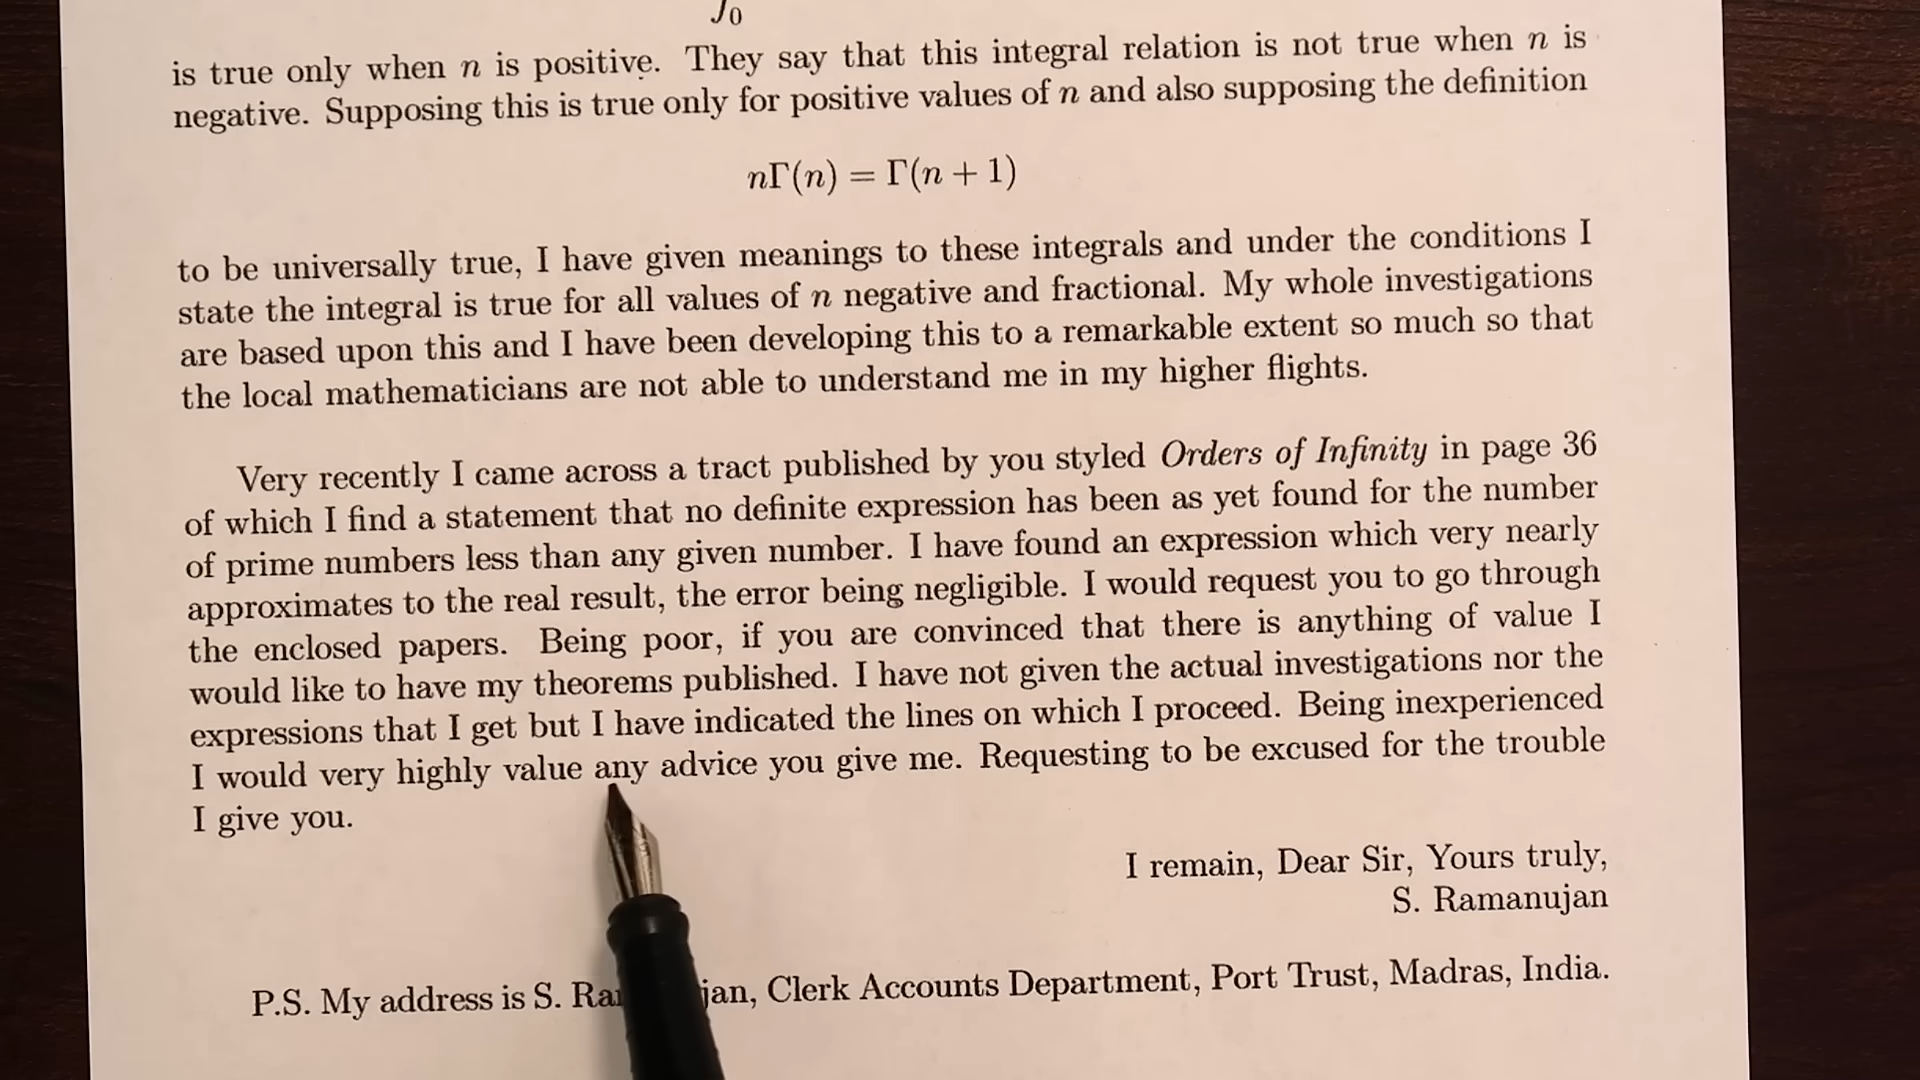 ∫0
is true only when n is positive. They say that this integral relation is not true when n is
negative. Supposing this is true only for positive values of n and also supposing the definition
nΓ(n) = Γ(n + 1)
to be universally true, I have given meanings to these integrals and under the conditions I
state the integral is true for all values of n negative and fractional. My whole investigations
are based upon this and I have been developing this to a remarkable extent so much so that
the local mathematicians are not able to understand me in my higher flights.
Very recently I came across a tract published by you styled Orders of Infinity in page 36
of which I find a statement that no definite expression has been as yet found for the number
of prime numbers less than any given number. I have found an expression which very nearly
approximates to the real result, the error being negligible. I would request you to go through
the enclosed papers. Being poor, if you are convinced that there is anything of value I
would like to have my theorems published. I have not given the actual investigations nor the
expressions that I get but I have indicated the lines on which I proceed. Being inexperienced
I would very highly value any advice you give me. Requesting to be excused for the trouble
I give you.
I remain, Dear Sir, Yours truly,
S. Ramanujan
P.S. My address is S. Ra jan, Clerk Accounts Department, Port Trust, Madras, India.